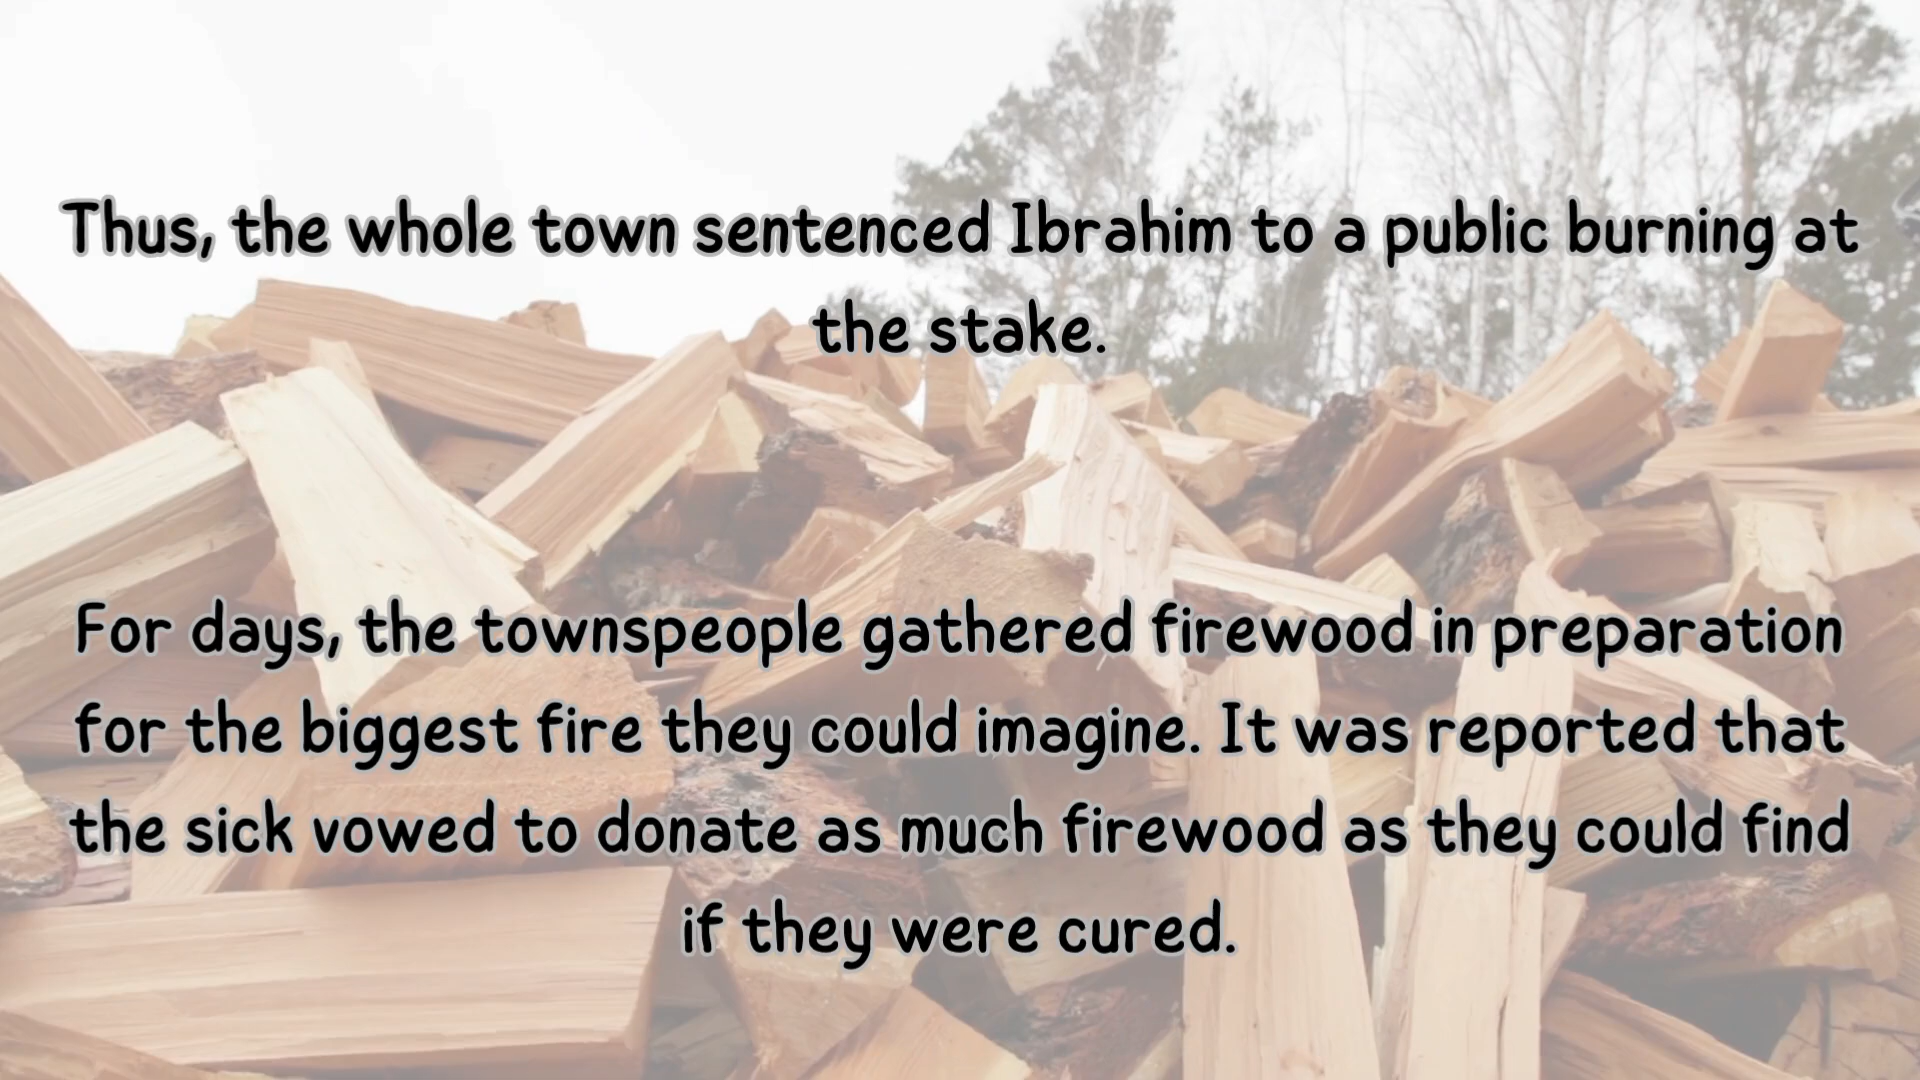 Thus, the whole town sentenced Ibrahim to a public burning at
the stake.
For days, the townspeople gathered firewood in preparation
for the biggest fire they could imagine. It was reported that
the sick vowed to donate as much firewood as they could find
if they were cured.